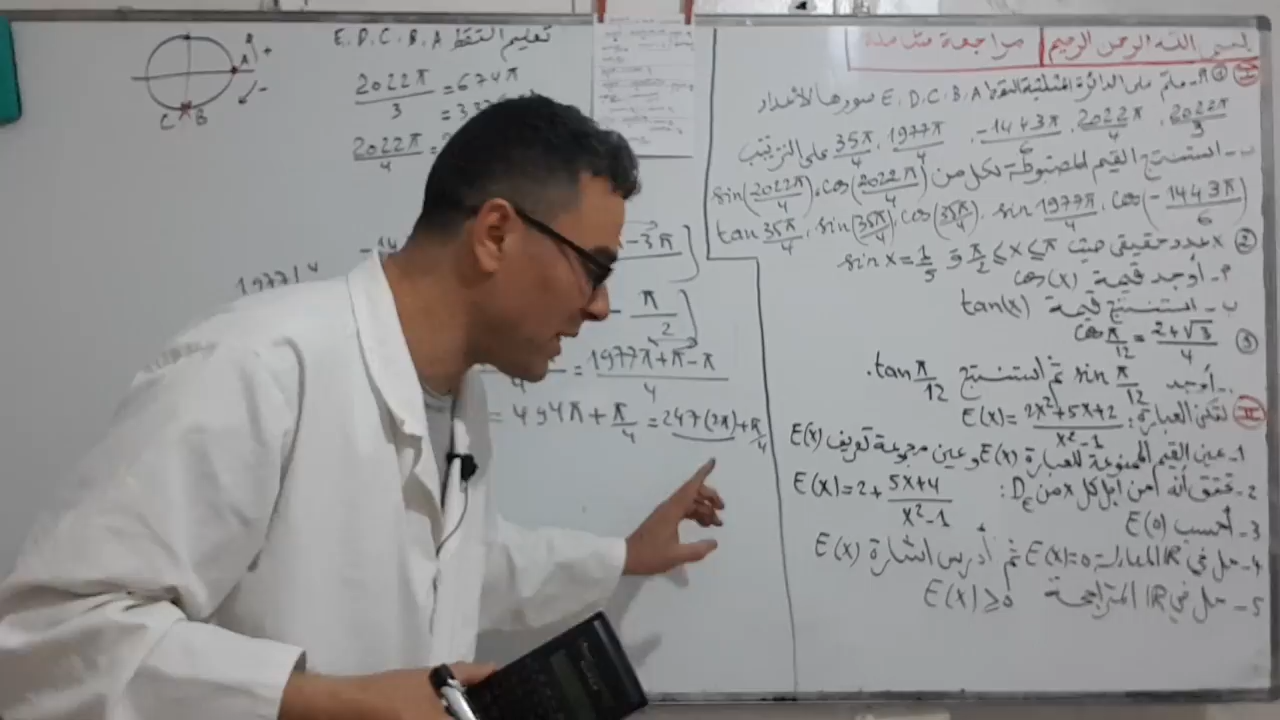 بسم الله الرحمن الرحيم | مراجعة شاملة
I ① أ- علم على الدائرة المثلثية النقط E.D.C.B.A صورها الأعداد
2022π/3 , 2022π/4 , -1443π/6 , 1977π/4 , 35π/4 على الترتيب
ب- استنتج القيم المضبوطة لكل من sin(2022π/4) , cos(2022π/4)
cos(-1443π/6) , sin 1977π/4 , cos(35π/4) , sin(35π/4) , tan 35π/4
② x عدد حقيقي حيث π/2 ≤ x ≤ π و sin x = 1/5
أ- أوجد قيمة cos(x)
ب- استنتج قيمة tan(x)
③ cos π/12 = 2+√3/4
- أوجد sin π/12 ثم استنتج tan π/12.
II لتكن العبارة: E(x) = 2x²+5x+2/x²-1
1- عين القيم الممنوعة للعبارة E(x) وعين مجموعة تعريف E(x)
2- تحقق أنه من أجل كل x من D_E: E(x) = 2+ 5x+4/x²-1
3- أحسب E(0)
4- حل في IR المعادلة E(x)=0 ثم أدرس اشارة E(x)
5- حل في IR المتراجحة E(x) ≥ 0
تعليم النقط E.D.C.B.A
B + A - C B
2022π/3 = 674π
= 337
2022π/4 =
-3π
1977/4
- π/2
= 1977π+π-π/4
= 494π + π/4 = 247(2π)+π/4